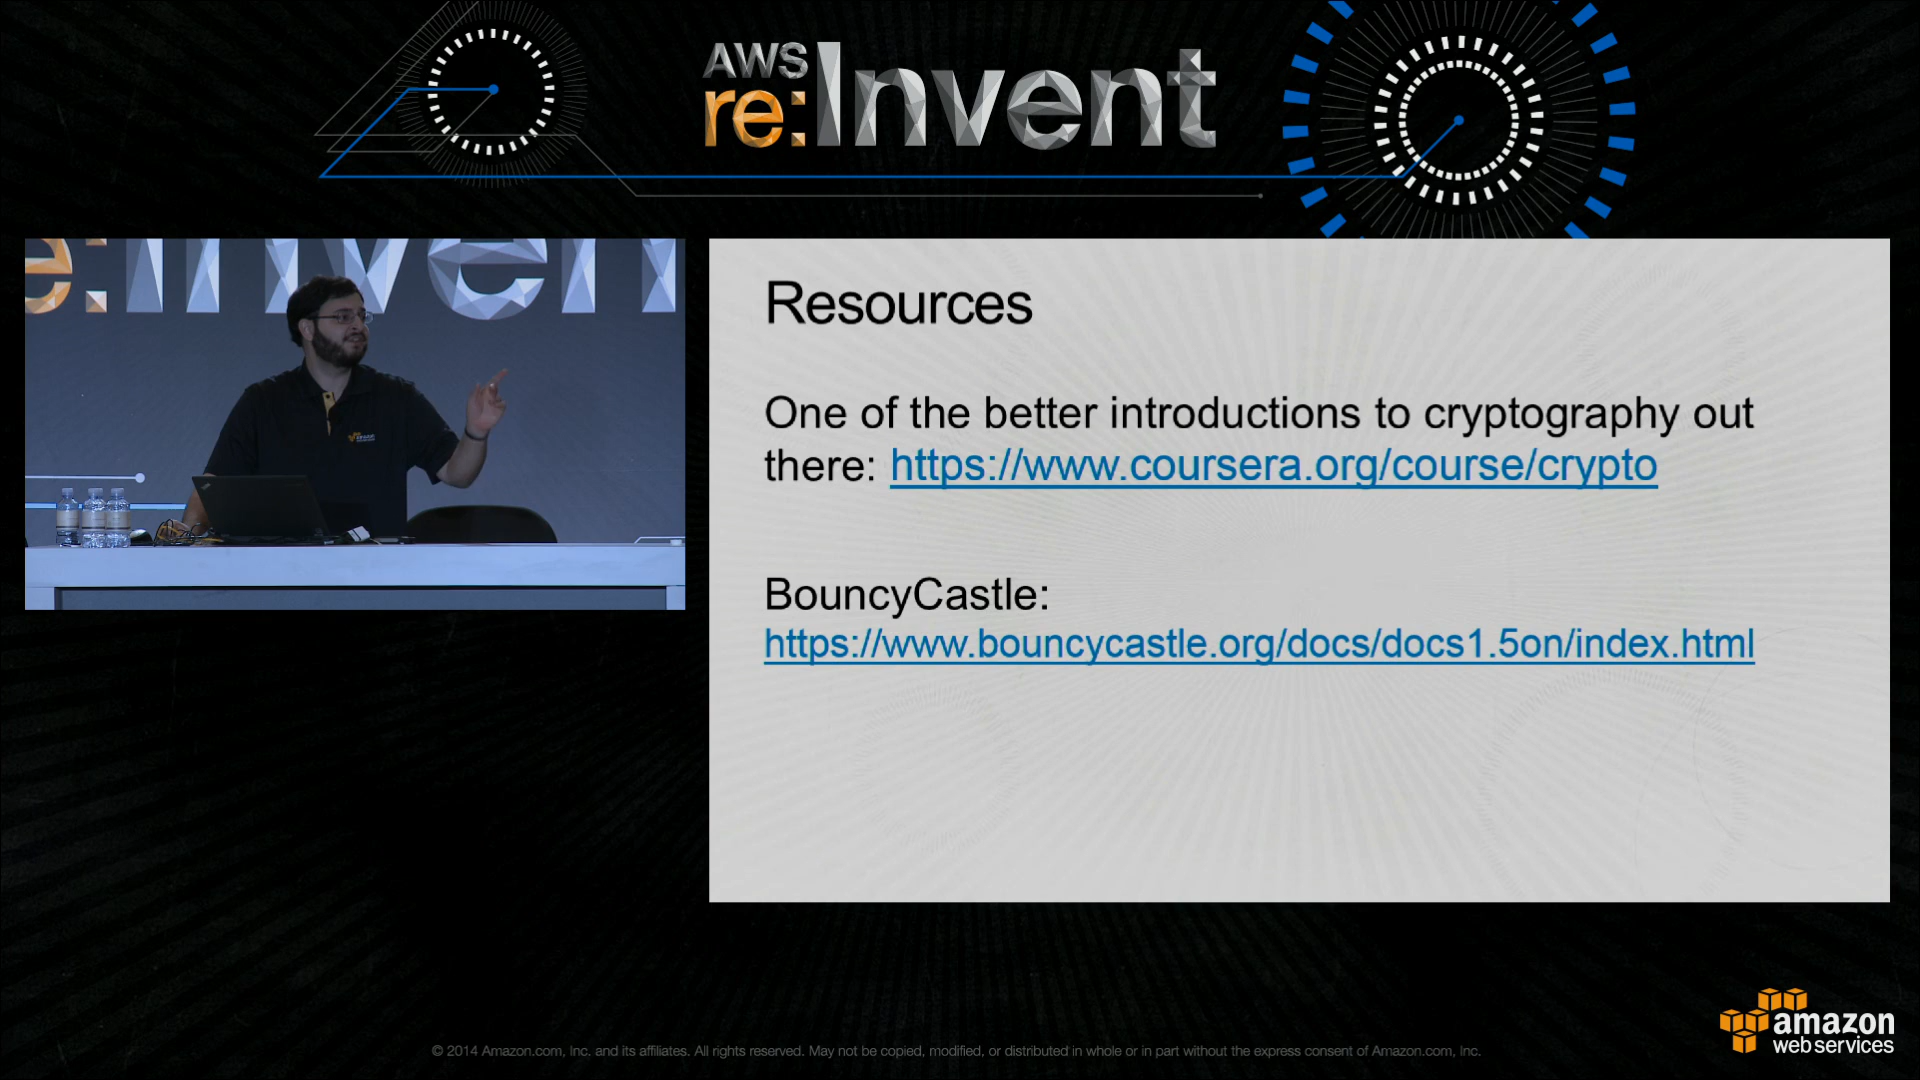 AWS
re:Invent
e:Inven
Resources
One of the better introductions to cryptography out
there: https://www.coursera.org/course/crypto
BouncyCastle:
https://www.bouncycastle.org/docs/docs1.5on/index.html
amazon
web services
© 2014 Amazon.com, Inc. and its affiliates. All rights reserved. May not be copied, modified, or distributed in whole or in part without the express consent of Amazon.com, Inc.